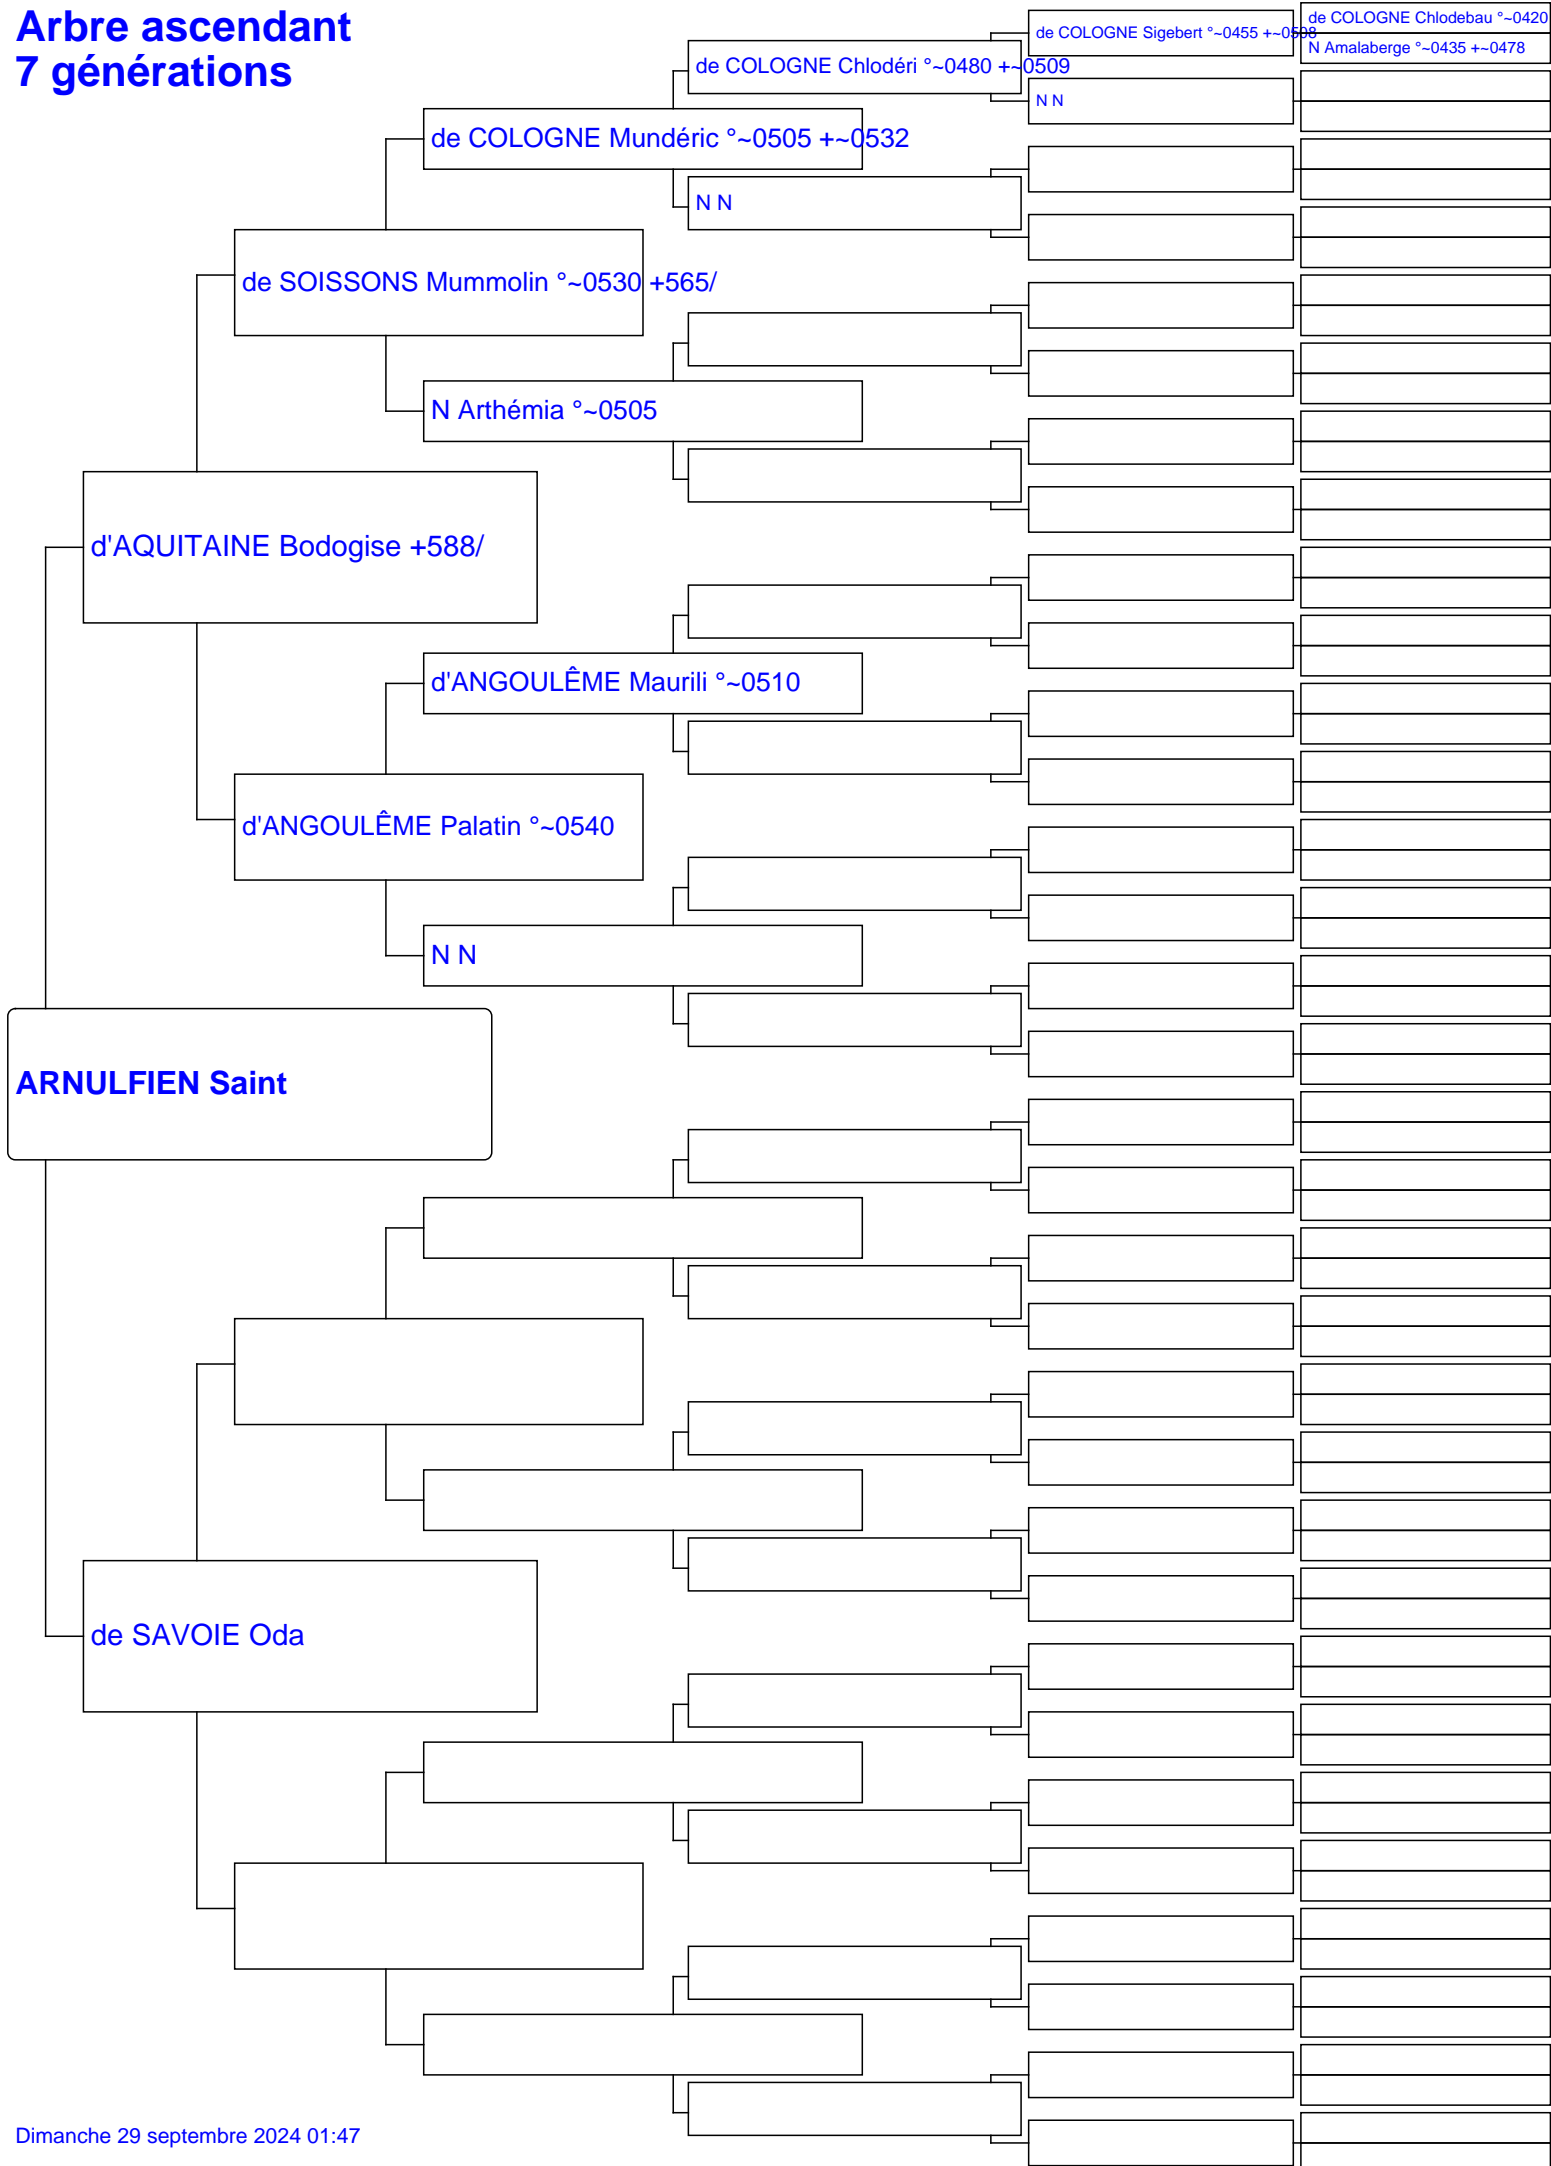 Arbre ascendant
7 générations
de COLOGNE Chlodebau °~0420
de COLOGNE Sigebert °~0455 +~0508
N Amalaberge °~0435 +~0478
de COLOGNE Chlodéri °~0480 +~0509
N N
de COLOGNE Mundéric °~0505 +~0532
N N
de SOISSONS Mummolin °~0530 +565/
N Arthémia °~0505
d'AQUITAINE Bodogise +588/
d'ANGOULÊME Maurili °~0510
d'ANGOULÊME Palatin °~0540
N N
ARNULFIEN Saint
de SAVOIE Oda
Dimanche 29 septembre 2024 01:47